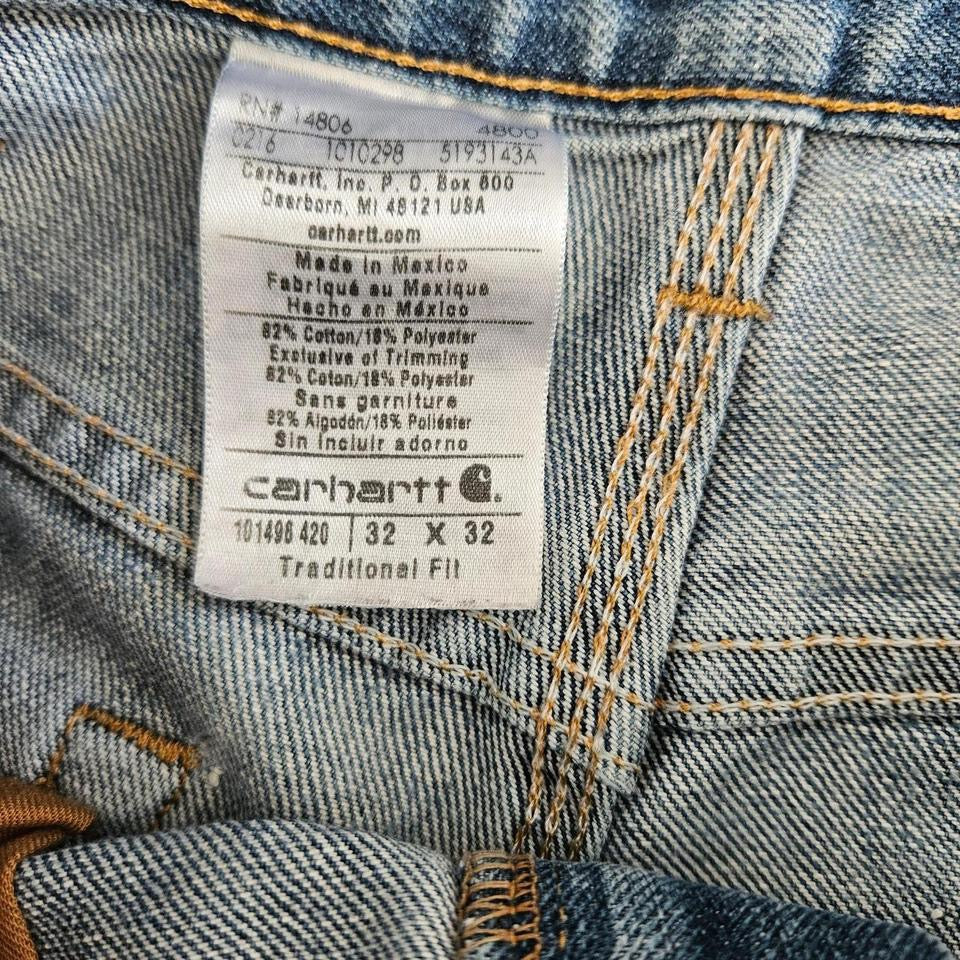 RN# 14806 4800
0216 1010298 5193143A
Carhartt, Inc. P. O. Box 600
Dearborn, MI 48121 USA
carhartt.com
Made in Mexico
Fabriqué au Mexique
Hecho en México
82% Cotton/18% Polyester
Exclusive of Trimming
82% Coton/18% Polyester
Sans garniture
82% Algodón/18% Poliéster
Sin incluir adorno
carhartt
101498 420 32 X 32
Traditional Fit